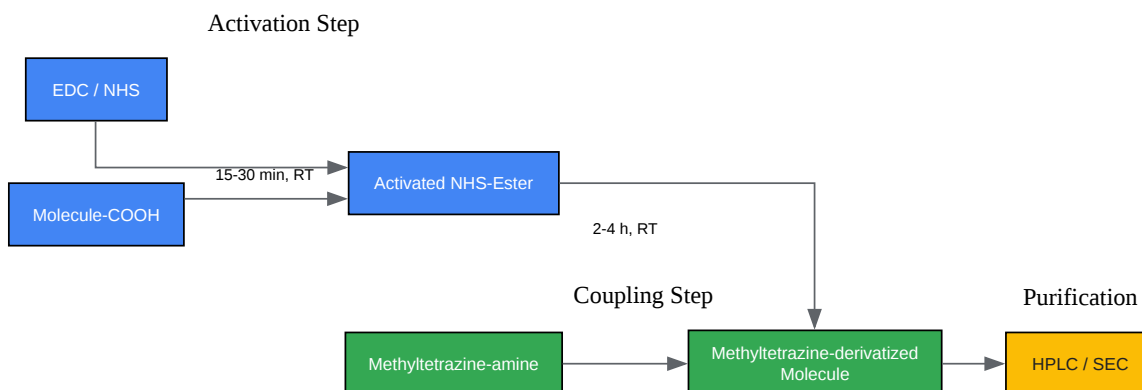 Activation Step
EDC / NHS
15-30 min, RT
Activated NHS-Ester
Molecule-COOH
2-4 h, RT
Coupling Step
Purification
Methyltetrazine-amine
Methyltetrazine-derivatized
Molecule
HPLC / SEC